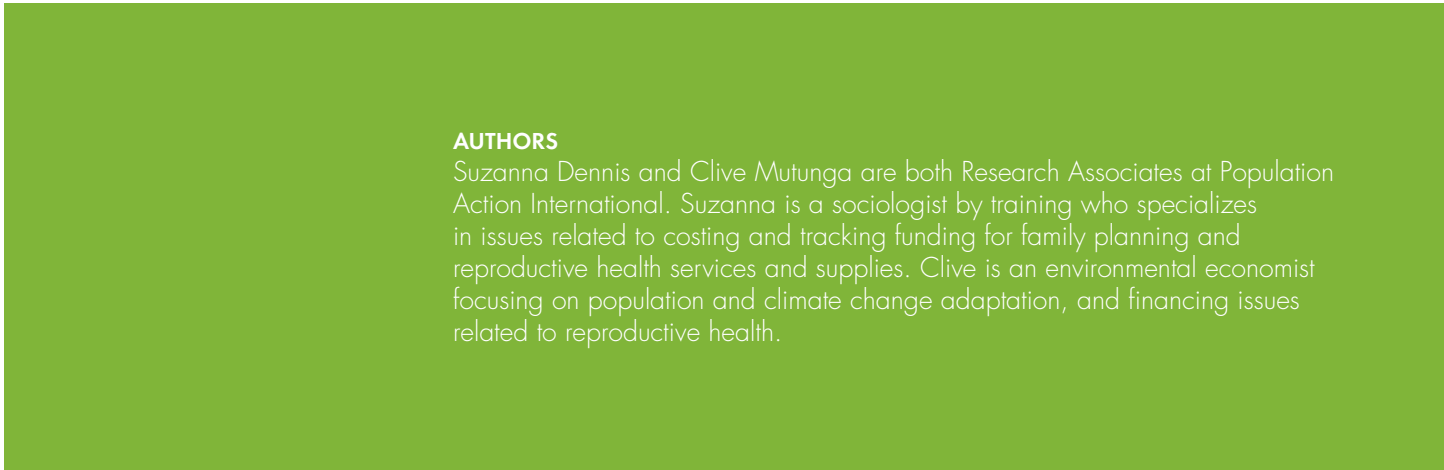 AUTHORS
Suzanna Dennis and Clive Mutunga are both Research Associates at Population
Action International. Suzanna is a sociologist by training who specializes
in issues related to costing and tracking funding for family planning and
reproductive health services and supplies. Clive is an environmental economist
focusing on population and climate change adaptation, and financing issues
related to reproductive health.